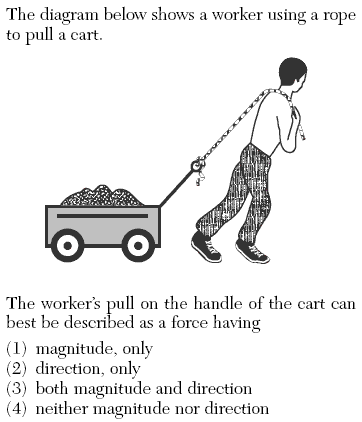 The diagram below shows a worker using a rope
to pull a cart.
The worker's pull on the handle of the cart can
best be described as a force having
(1) magnitude, only
(2) direction, only
(3) both magnitude and direction
(4) neither magnitude nor direction